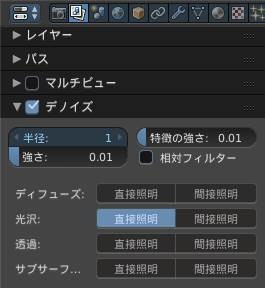 レイヤー
パス
マルチビュー
デノイズ
半径: 1 特徴の強さ: 0.01
強さ: 0.01 相対フィルター
ディフューズ: 直接照明 間接照明
光沢: 直接照明 間接照明
透過: 直接照明 間接照明
サブサーフ... 直接照明 間接照明